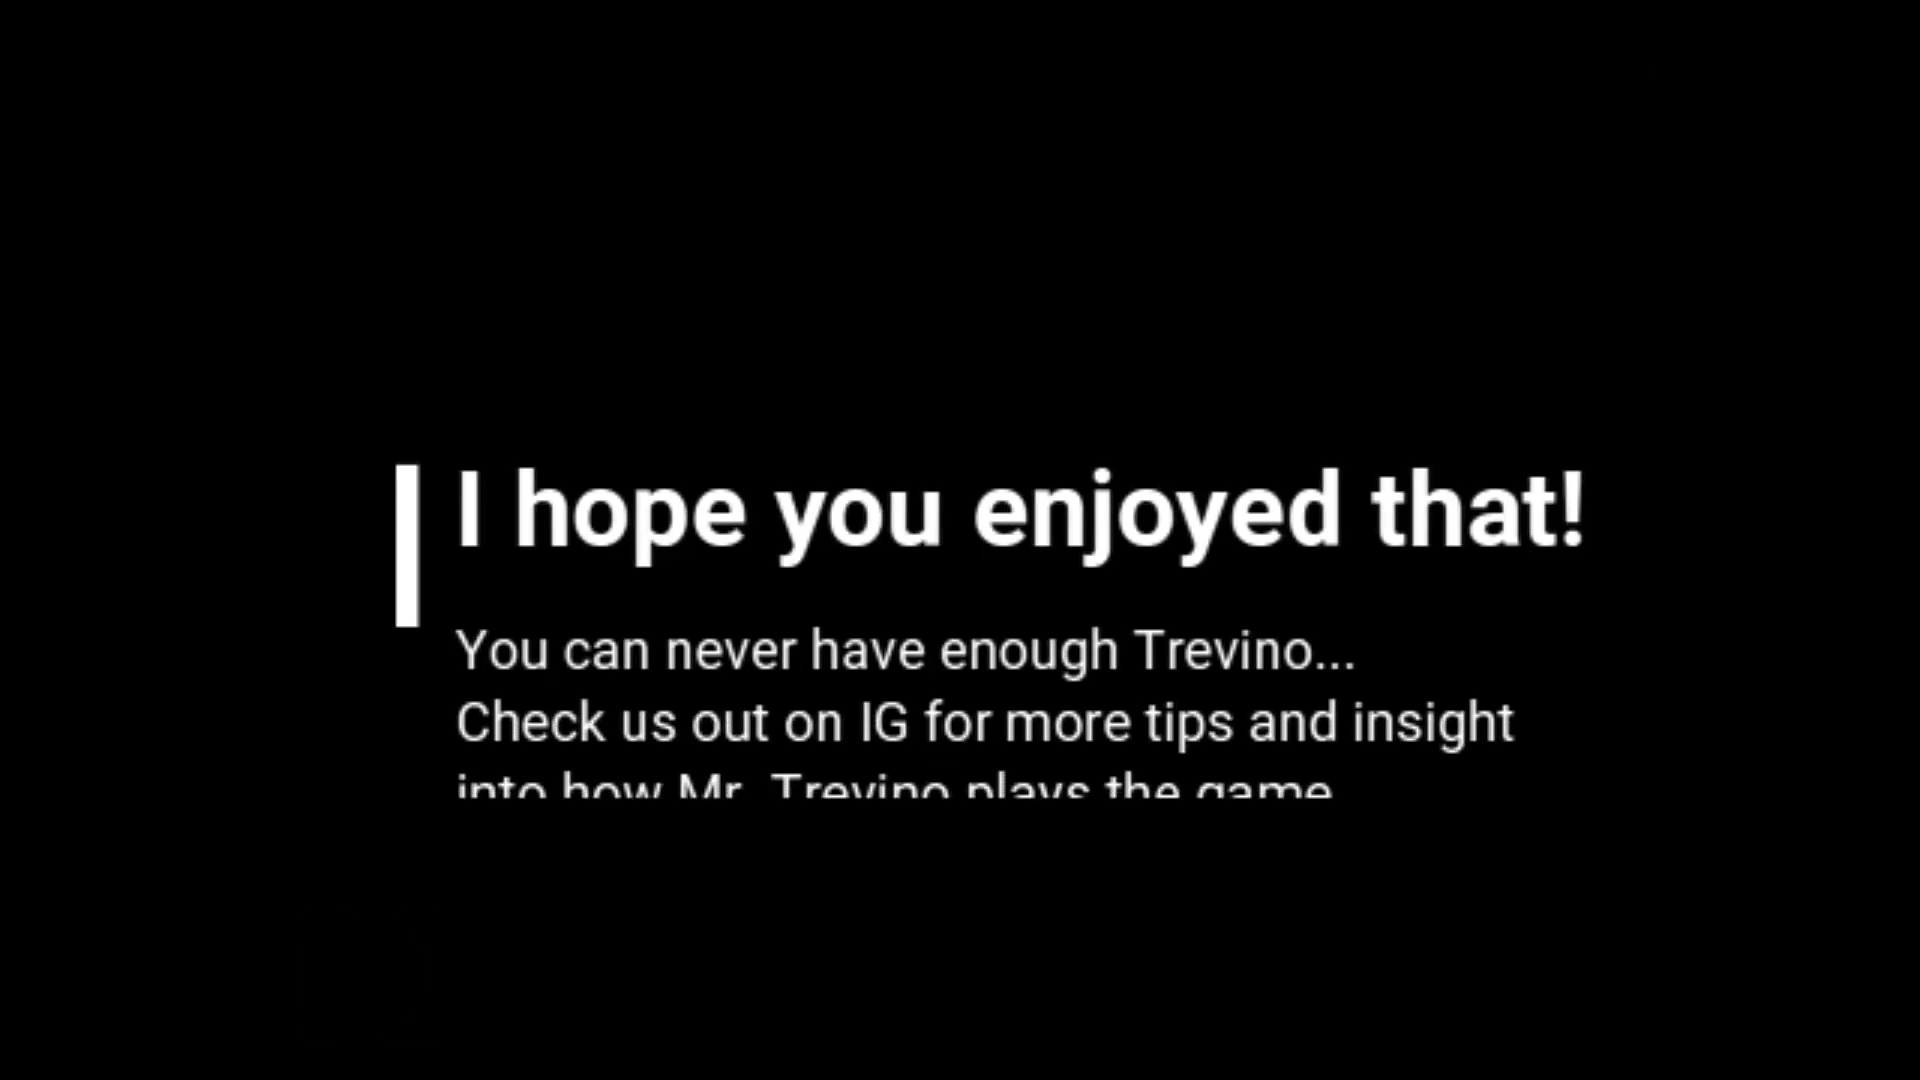 I hope you enjoyed that!
You can never have enough Trevino...
Check us out on IG for more tips and insight
into how Mr. Trevino plays the game